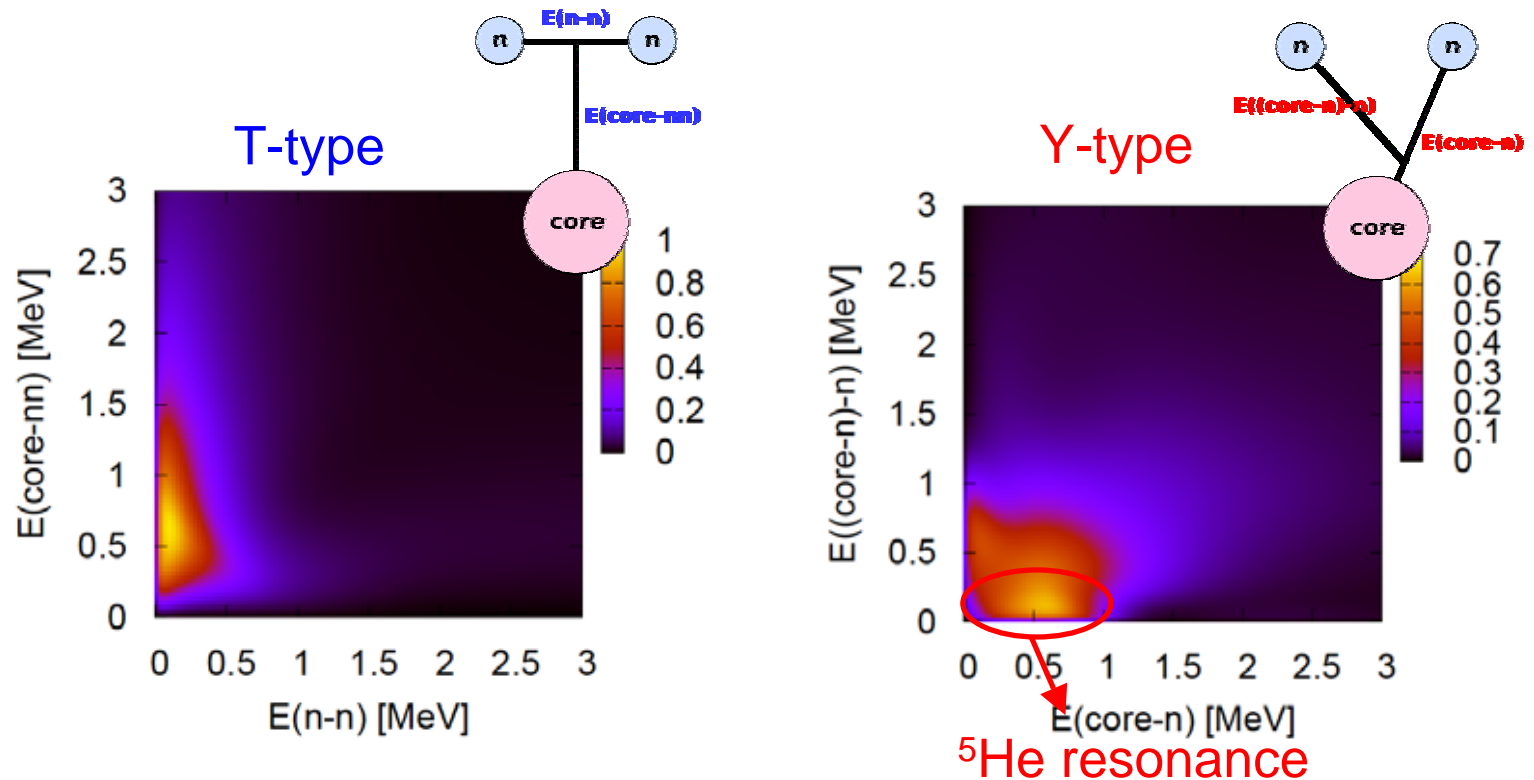 E(n-n)
n
n
E(core-nn)
T-type
core
3
2.5
2
1.5
1
0.5
0
E(core-nn) [MeV]
0 0.5 1 1.5 2 2.5 3
E(n-n) [MeV]
1
0.8
0.6
0.4
0.2
0
n
n
E((core-n)-n)
E(core-n)
Y-type
core
3
2.5
2
1.5
1
0.5
0
E((core-n)-n) [MeV]
0 0.5 1 1.5 2 2.5 3
E(core-n) [MeV]
0.7
0.6
0.5
0.4
0.3
0.2
0.1
0
⁵He resonance